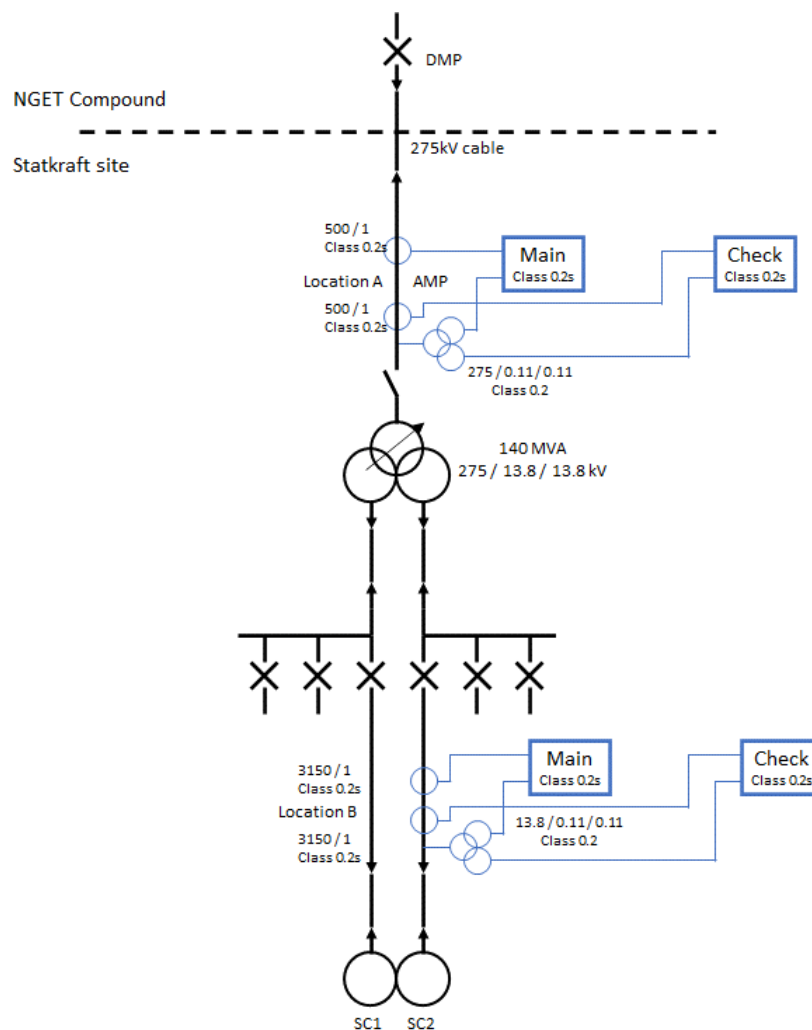 DMP
NGET Compound
275kV cable
Statkraft site
500 / 1
Class 0.2s
Main
Class 0.2s
Check
Class 0.2s
Location A
AMP
500 / 1
Class 0.2s
275 / 0.11 / 0.11
Class 0.2
140 MVA
275 / 13.8 / 13.8 kV
3150 / 1
Class 0.2s
Main
Class 0.2s
Check
Class 0.2s
Location B
13.8 / 0.11 / 0.11
Class 0.2
3150 / 1
Class 0.2s
SC1
SC2